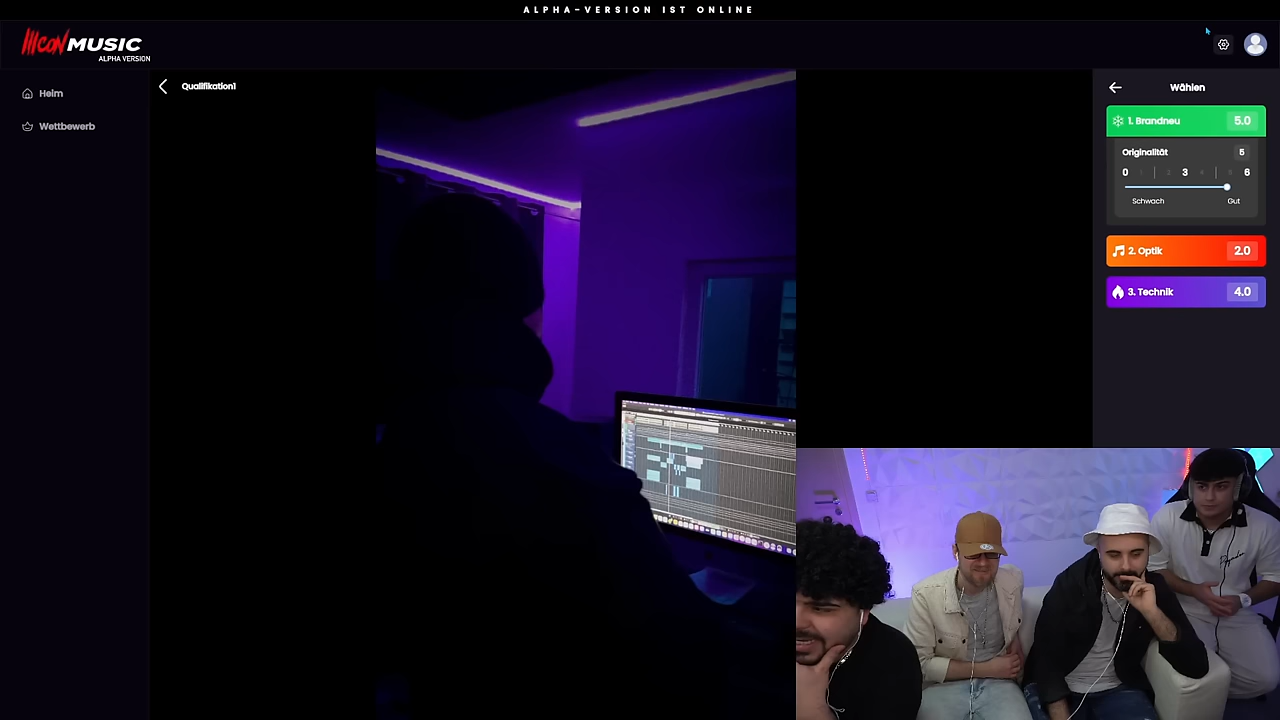 ALPHA-VERSION IST ONLINE
MUSIC
ALPHA VERSION
Heim
Wettbewerb
Qualifikation1
Wählen
1. Brandneu 5.0
Originalität 5
0 3 6
Schwach Gut
2. Optik 2.0
3. Technik 4.0